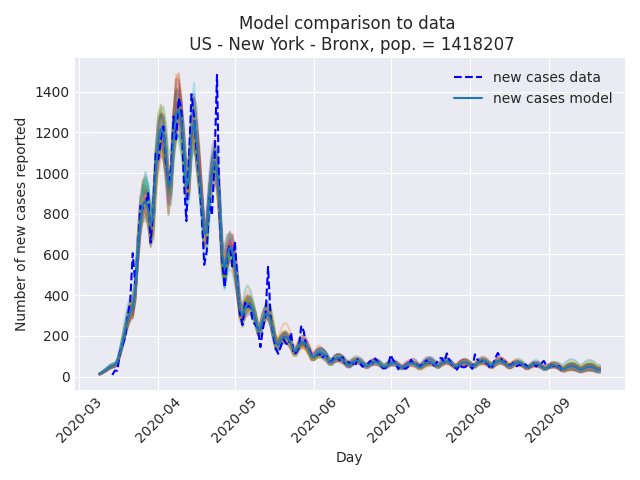 Model comparison to data
US - New York - Bronx, pop. = 1418207
new cases data
new cases model
Number of new cases reported
1400
1200
1000
800
600
400
200
0
2020-03
2020-04
2020-05
2020-06
2020-07
2020-08
2020-09
Day